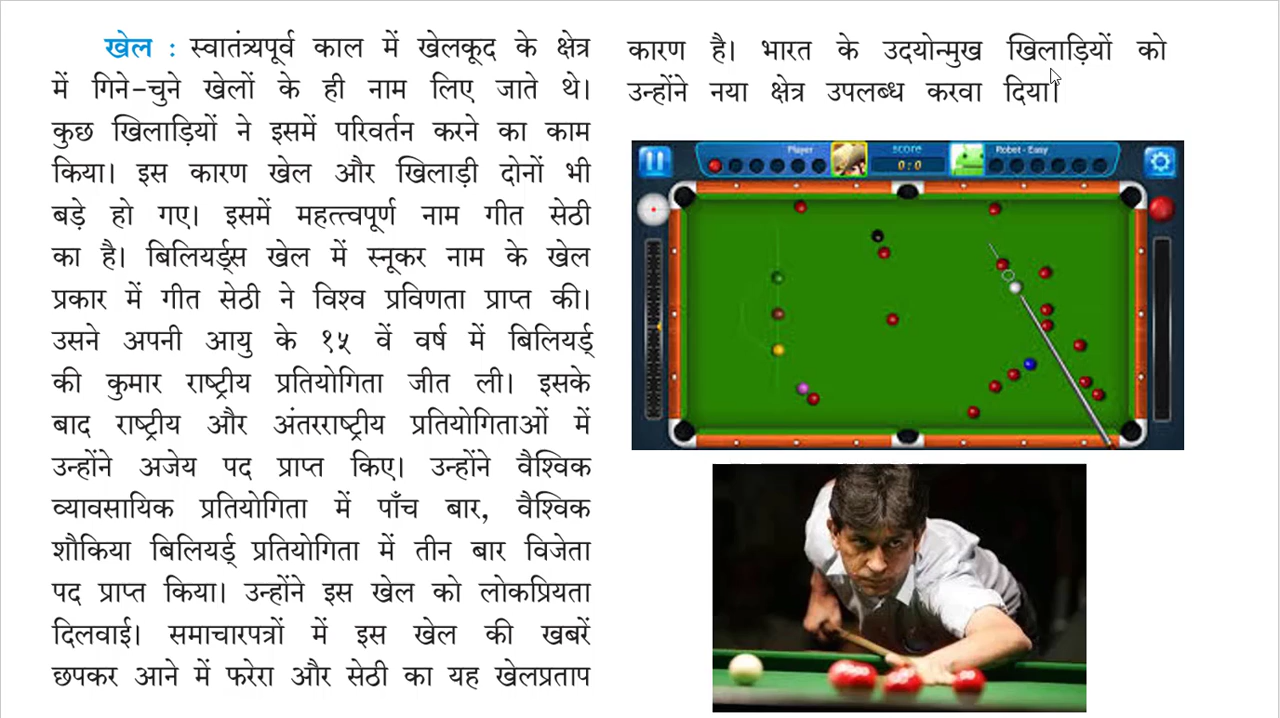 खेल : स्वातंत्र्यपूर्व काल में खेलकूद के क्षेत्र
में गिने-चुने खेलों के ही नाम लिए जाते थे।
कुछ खिलाड़ियों ने इसमें परिवर्तन करने का काम
किया। इस कारण खेल और खिलाड़ी दोनों भी
बड़े हो गए। इसमें महत्त्वपूर्ण नाम गीत सेठी
का है। बिलियर्ड्स खेल में स्नूकर नाम के खेल
प्रकार में गीत सेठी ने विश्व प्रविणता प्राप्त की।
उसने अपनी आयु के १५ वें वर्ष में बिलियर्ड्
की कुमार राष्ट्रीय प्रतियोगिता जीत ली। इसके
बाद राष्ट्रीय और अंतरराष्ट्रीय प्रतियोगिताओं में
उन्होंने अजेय पद प्राप्त किए। उन्होंने वैश्विक
व्यावसायिक प्रतियोगिता में पाँच बार, वैश्विक
शौकिया बिलियर्ड् प्रतियोगिता में तीन बार विजेता
पद प्राप्त किया। उन्होंने इस खेल को लोकप्रियता
दिलवाई। समाचारपत्रों में इस खेल की खबरें
छपकर आने में फरेरा और सेठी का यह खेलप्रताप
कारण है। भारत के उदयोन्मुख खिलाड़ियों को
उन्होंने नया क्षेत्र उपलब्ध करवा दिया।
Player score Robot - Easy
0 : 0